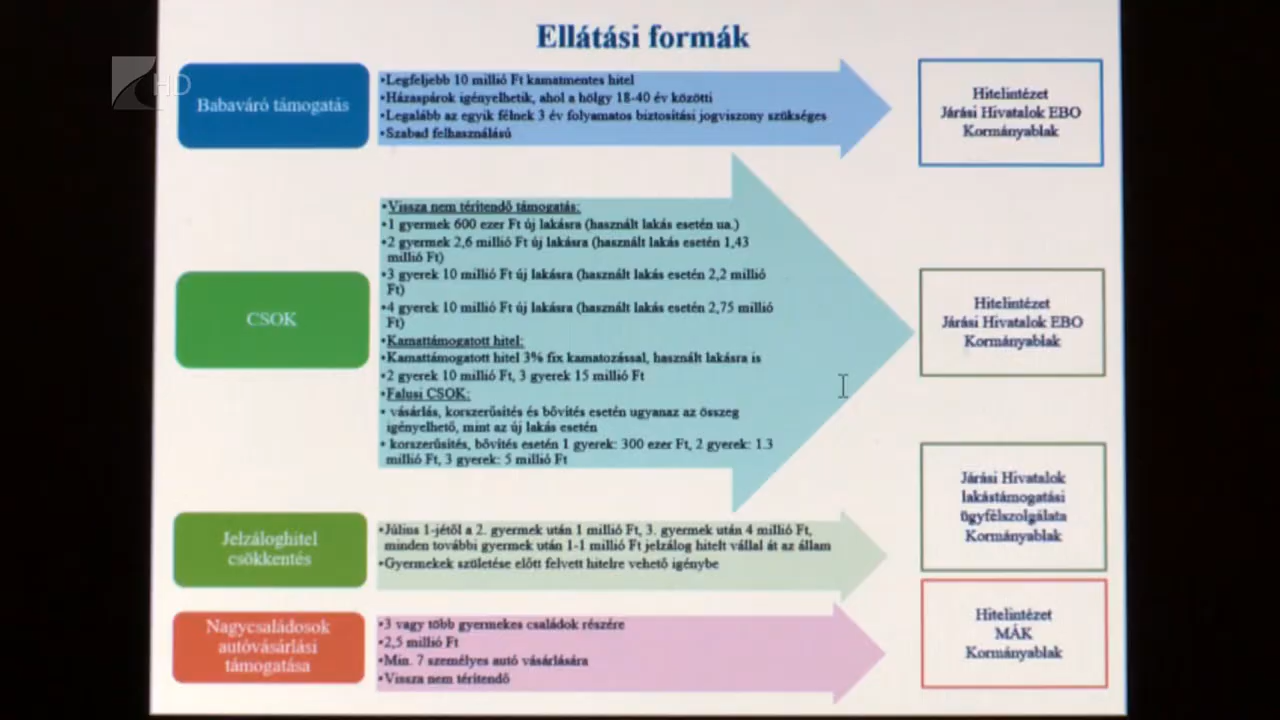 Ellátási formák
HD
Babaváró támogatás
•Legfeljebb 10 millió Ft kamatmentes hitel
•Házaspárok igényelhetik, ahol a hölgy 18-40 év közötti
•Legalább az egyik félnek 3 év folyamatos biztosítási jogviszony szükséges
•Szabad felhasználású
Hitelintézet
Járási Hivatalok EBO
Kormányablak
CSOK
•Vissza nem térítendő támogatás:
•1 gyermek 600 ezer Ft új lakásra (használt lakás esetén ua.)
•2 gyermek 2,6 millió Ft új lakásra (használt lakás esetén 1,43
millió Ft)
•3 gyerek 10 millió Ft új lakásra (használt lakás esetén 2,2 millió
Ft)
•4 gyerek 10 millió Ft új lakásra (használt lakás esetén 2,75 millió
Ft)
•Kamattámogatott hitel:
•Kamattámogatott hitel 3% fix kamatozással, használt lakásra is
•2 gyerek 10 millió Ft, 3 gyerek 15 millió Ft
•Falusi CSOK:
• vásárlás, korszerűsítés és bővítés esetén ugyanaz az összeg
igényelhető, mint az új lakás esetén
• korszerűsítés, bővítés esetén 1 gyerek: 300 ezer Ft, 2 gyerek: 1.3
millió Ft, 3 gyerek: 5 millió Ft
Hitelintézet
Járási Hivatalok EBO
Kormányablak
Jelzáloghitel
csökkentés
•Július 1-jétől a 2. gyermek után 1 millió Ft, 3. gyermek után 4 millió Ft,
minden további gyermek után 1-1 millió Ft jelzálog hitelt vállal át az állam
•Gyermekek születése előtt felvett hitelre vehető igénybe
Járási Hivatalok
lakástámogatási
ügyfélszolgálata
Kormányablak
Nagycsaládosok
autóvásárlási
támogatása
•3 vagy több gyermekes családok részére
•2,5 millió Ft
•Min. 7 személyes autó vásárlására
•Vissza nem térítendő
Hitelintézet
MÁK
Kormányablak